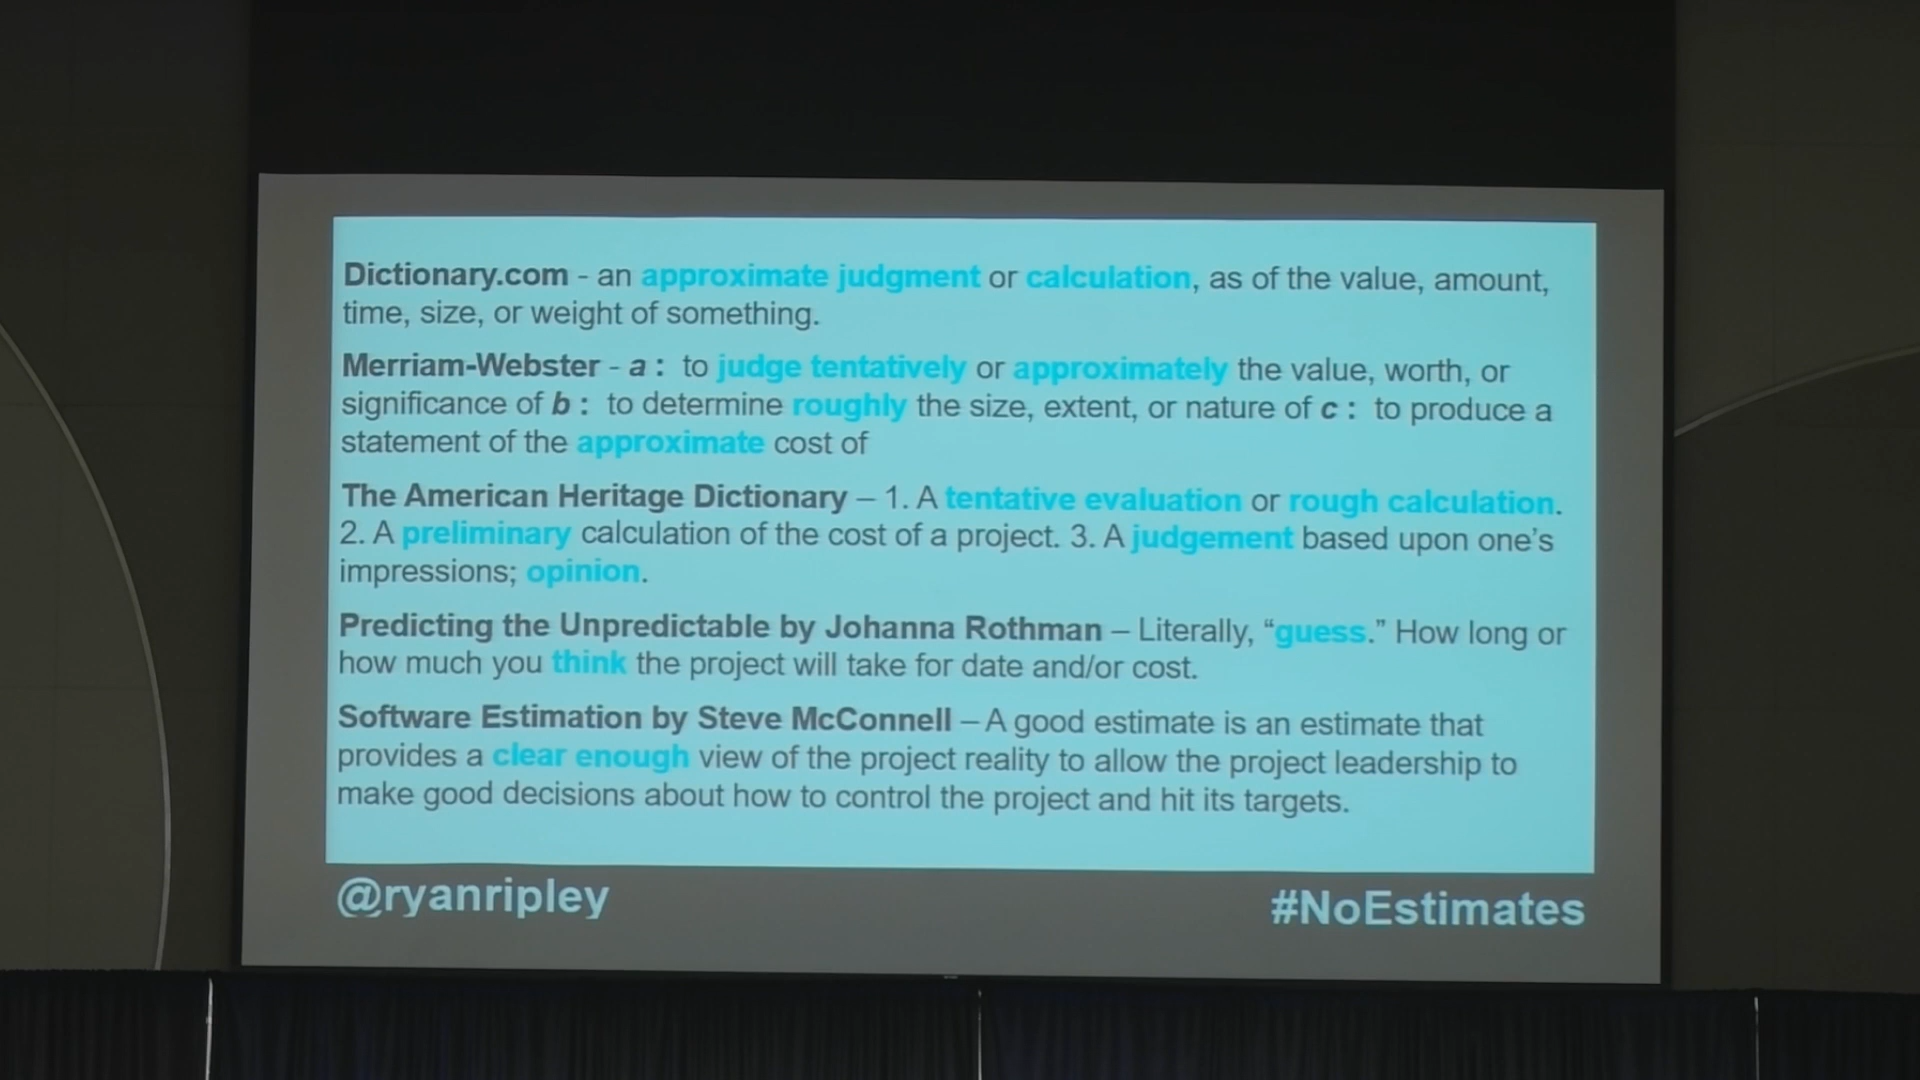 Dictionary.com - an approximate judgment or calculation, as of the value, amount,
time, size, or weight of something.
Merriam-Webster - a : to judge tentatively or approximately the value, worth, or
significance of b : to determine roughly the size, extent, or nature of c : to produce a
statement of the approximate cost of
The American Heritage Dictionary – 1. A tentative evaluation or rough calculation.
2. A preliminary calculation of the cost of a project. 3. A judgement based upon one’s
impressions; opinion.
Predicting the Unpredictable by Johanna Rothman – Literally, “guess.” How long or
how much you think the project will take for date and/or cost.
Software Estimation by Steve McConnell – A good estimate is an estimate that
provides a clear enough view of the project reality to allow the project leadership to
make good decisions about how to control the project and hit its targets.
@ryanripley
#NoEstimates